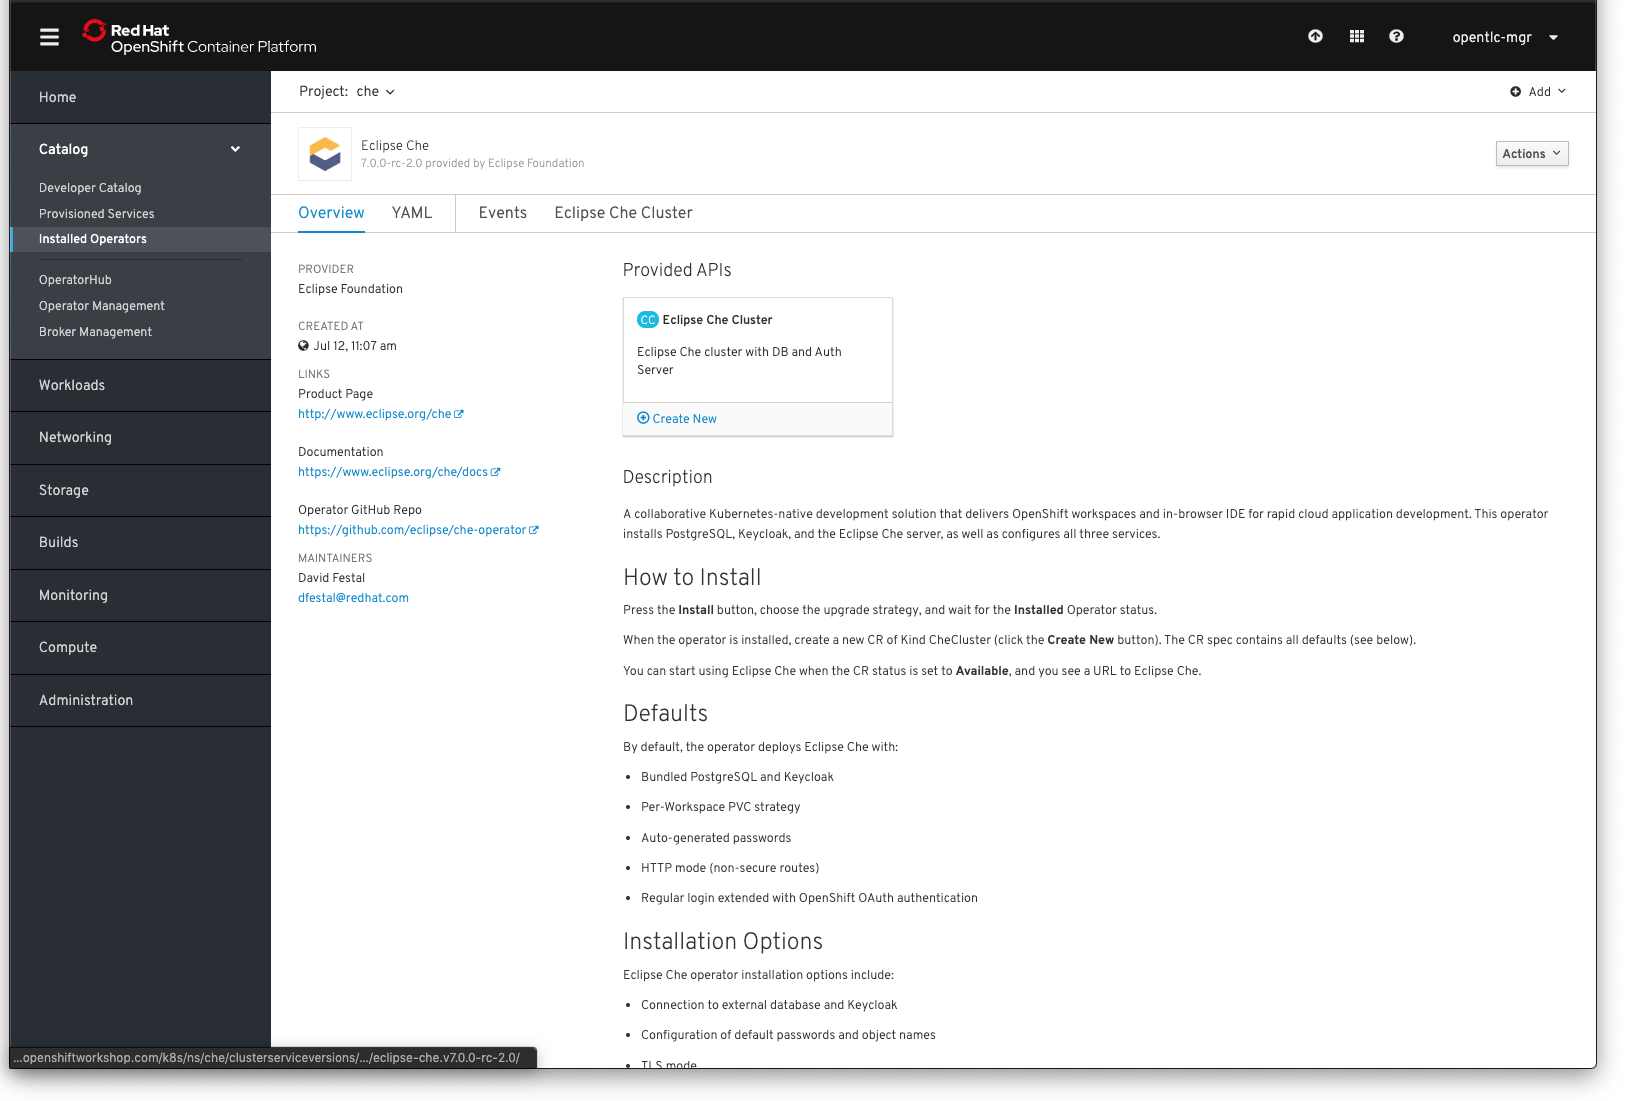 Red Hat
OpenShift Container Platform
opentlc-mgr
Home
Catalog
Developer Catalog
Provisioned Services
Installed Operators
OperatorHub
Operator Management
Broker Management
Workloads
Networking
Storage
Builds
Monitoring
Compute
Administration
Project: che
Add
Eclipse Che
7.0.0-rc-2.0 provided by Eclipse Foundation
Actions
Overview YAML Events Eclipse Che Cluster
PROVIDER
Eclipse Foundation
CREATED AT
Jul 12, 11:07 am
LINKS
Product Page
http://www.eclipse.org/che
Documentation
https://www.eclipse.org/che/docs
Operator GitHub Repo
https://github.com/eclipse/che-operator
MAINTAINERS
David Festal
dfestal@redhat.com
Provided APIs
CC Eclipse Che Cluster
Eclipse Che cluster with DB and Auth
Server
Create New
Description
A collaborative Kubernetes-native development solution that delivers OpenShift workspaces and in-browser IDE for rapid cloud application development. This operator
installs PostgreSQL, Keycloak, and the Eclipse Che server, as well as configures all three services.
How to Install
Press the Install button, choose the upgrade strategy, and wait for the Installed Operator status.
When the operator is installed, create a new CR of Kind CheCluster (click the Create New button). The CR spec contains all defaults (see below).
You can start using Eclipse Che when the CR status is set to Available, and you see a URL to Eclipse Che.
Defaults
By default, the operator deploys Eclipse Che with:
• Bundled PostgreSQL and Keycloak
• Per-Workspace PVC strategy
• Auto-generated passwords
• HTTP mode (non-secure routes)
• Regular login extended with OpenShift OAuth authentication
Installation Options
Eclipse Che operator installation options include:
• Connection to external database and Keycloak
• Configuration of default passwords and object names
• TLS mode
...openshiftworkshop.com/k8s/ns/che/clusterserviceversions/.../eclipse-che.v7.0.0-rc-2.0/